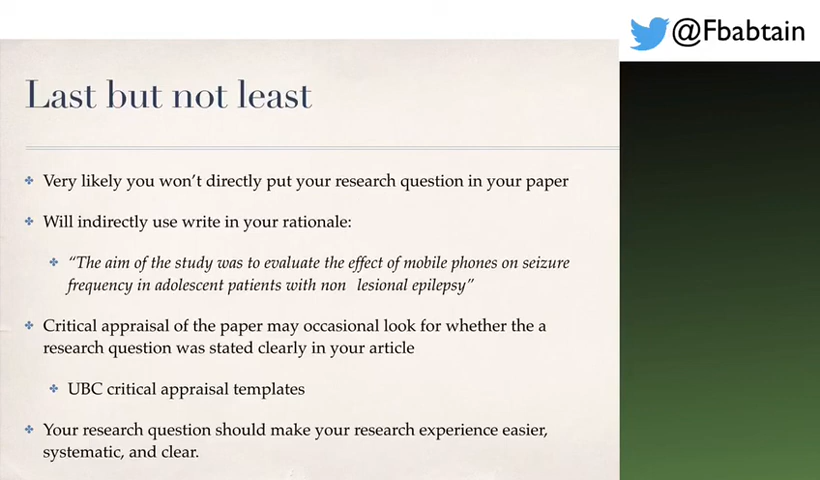 @Fbabtain
Last but not least
Very likely you won't directly put your research question in your paper
Will indirectly use write in your rationale:
"The aim of the study was to evaluate the effect of mobile phones on seizure
frequency in adolescent patients with non lesional epilepsy"
Critical appraisal of the paper may occasional look for whether the a
research question was stated clearly in your article
UBC critical appraisal templates
Your research question should make your research experience easier,
systematic, and clear.